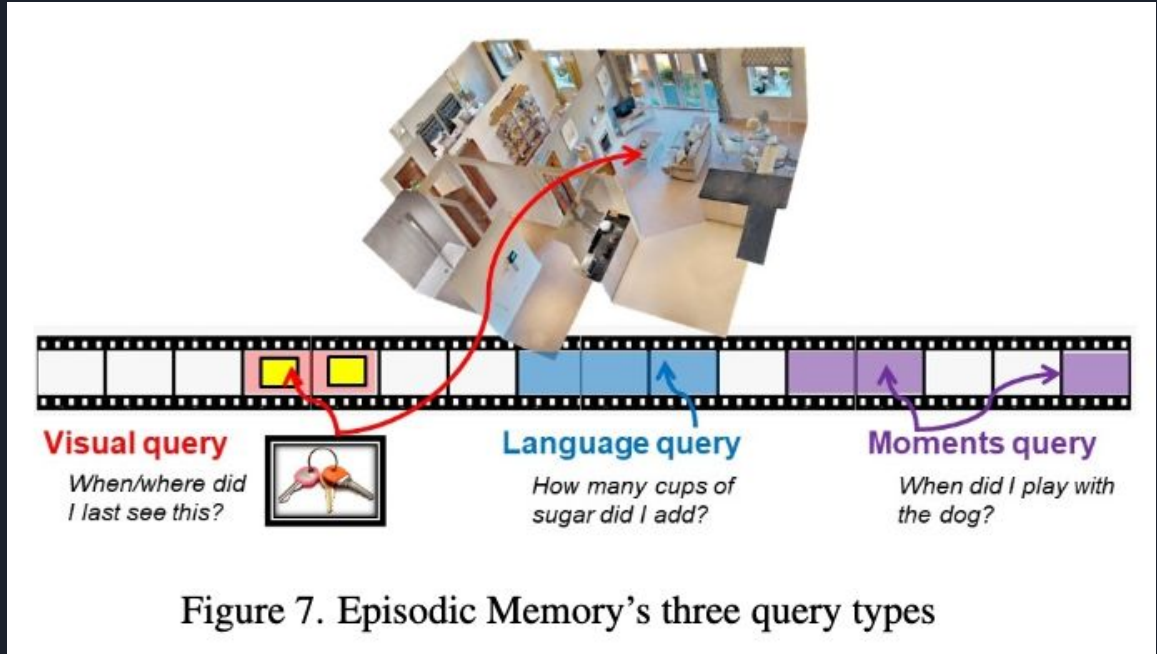 Visual query
When/where did
I last see this?
Language query
How many cups of
sugar did I add?
Moments query
When did I play with
the dog?
Figure 7. Episodic Memory's three query types